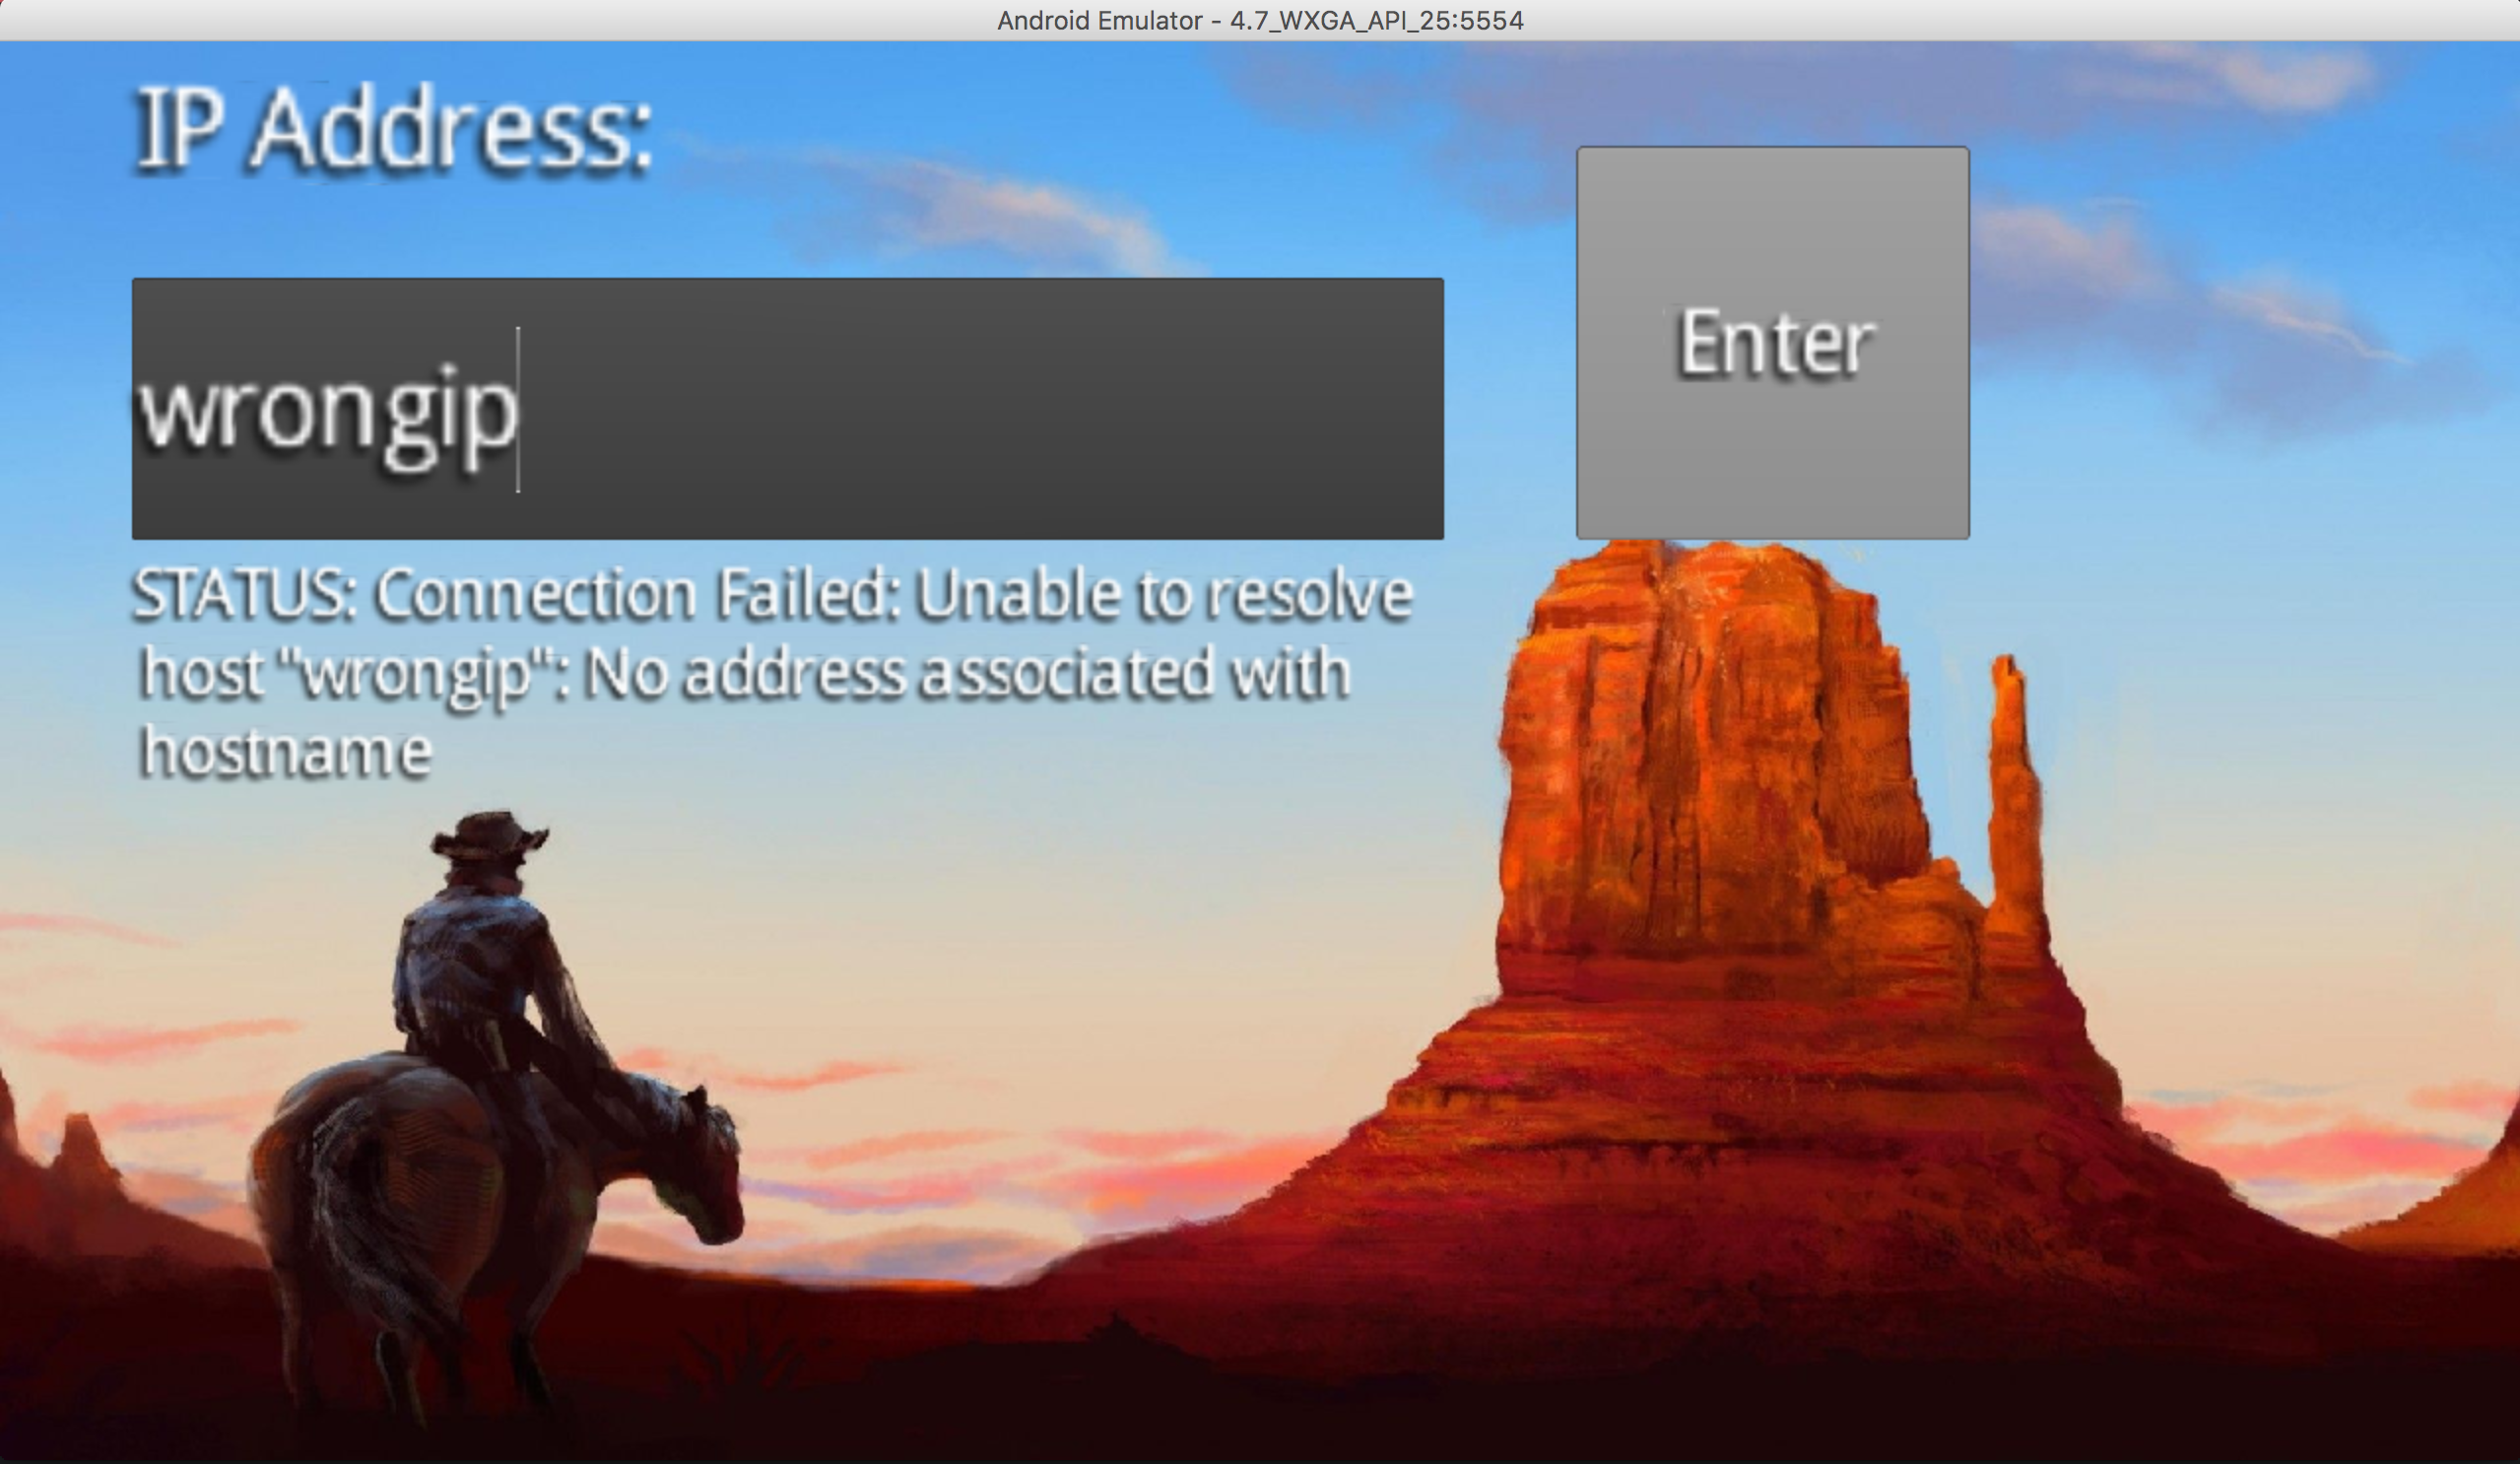 Android Emulator - 4.7_WXGA_API_25:5554
IP Address:
Enter
wrongip
STATUS: Connection Failed: Unable to resolve
host "wrongip": No address associated with
hostname